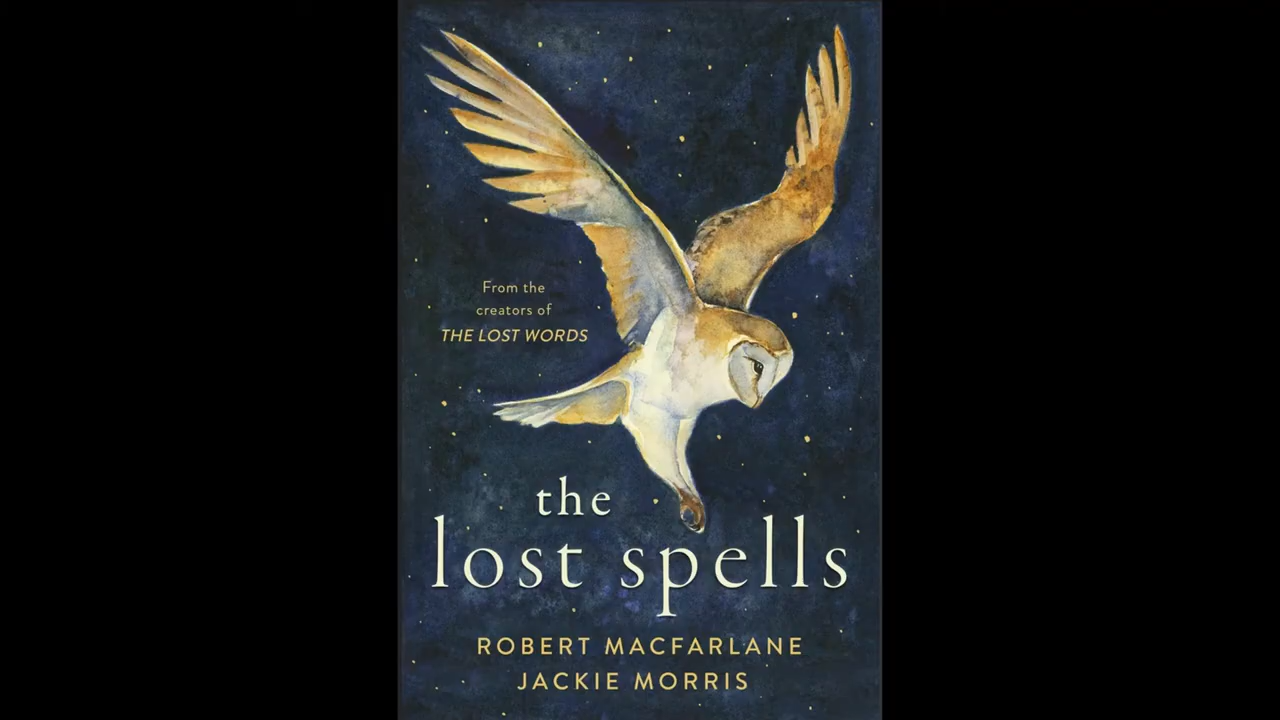 From the
creators of
THE LOST WORDS
the
lost spells
ROBERT MACFARLANE
JACKIE MORRIS